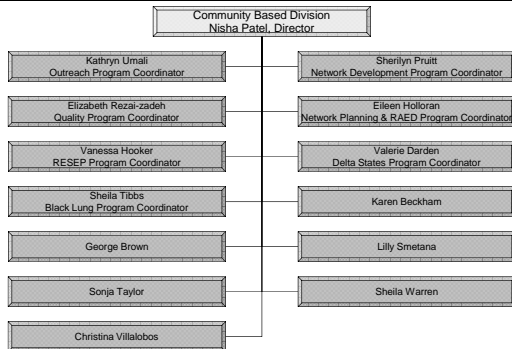 Community Based Division
Nisha Patel, Director
Kathryn Umali
Outreach Program Coordinator
Sherilyn Pruitt
Network Development Program Coordinator
Elizabeth Rezai-zadeh
Quality Program Coordinator
Eileen Holloran
Network Planning & RAED Program Coordinator
Vanessa Hooker
RESEP Program Coordinator
Valerie Darden
Delta States Program Coordinator
Sheila Tibbs
Black Lung Program Coordinator
Karen Beckham
George Brown
Lilly Smetana
Sonja Taylor
Sheila Warren
Christina Villalobos